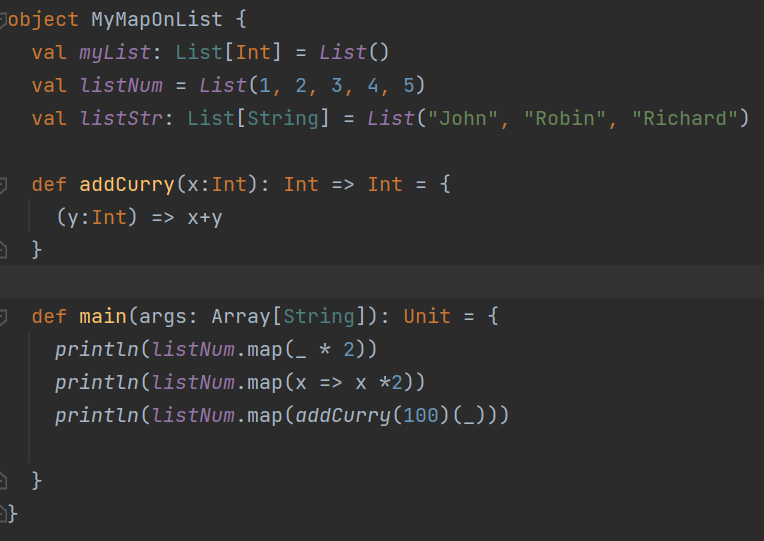 object MyMapOnList {
  val myList: List[Int] = List()
  val listNum = List(1, 2, 3, 4, 5)
  val listStr: List[String] = List("John", "Robin", "Richard")

  def addCurry(x:Int): Int => Int = {
    (y:Int) => x+y
  }

  def main(args: Array[String]): Unit = {
    println(listNum.map(_ * 2))
    println(listNum.map(x => x *2))
    println(listNum.map(addCurry(100)(_)))

  }
}